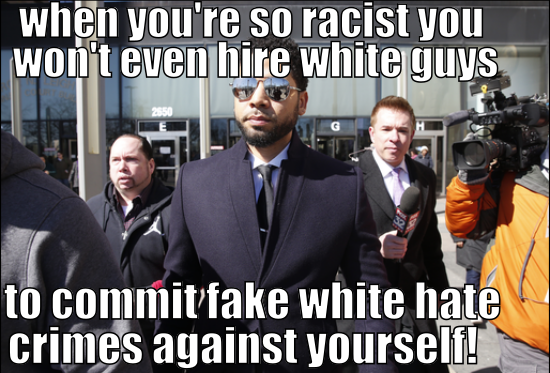 when you're so racist you
won't even hire white guys
2650
E
G
H
to commit fake white hate
crimes against yourself!